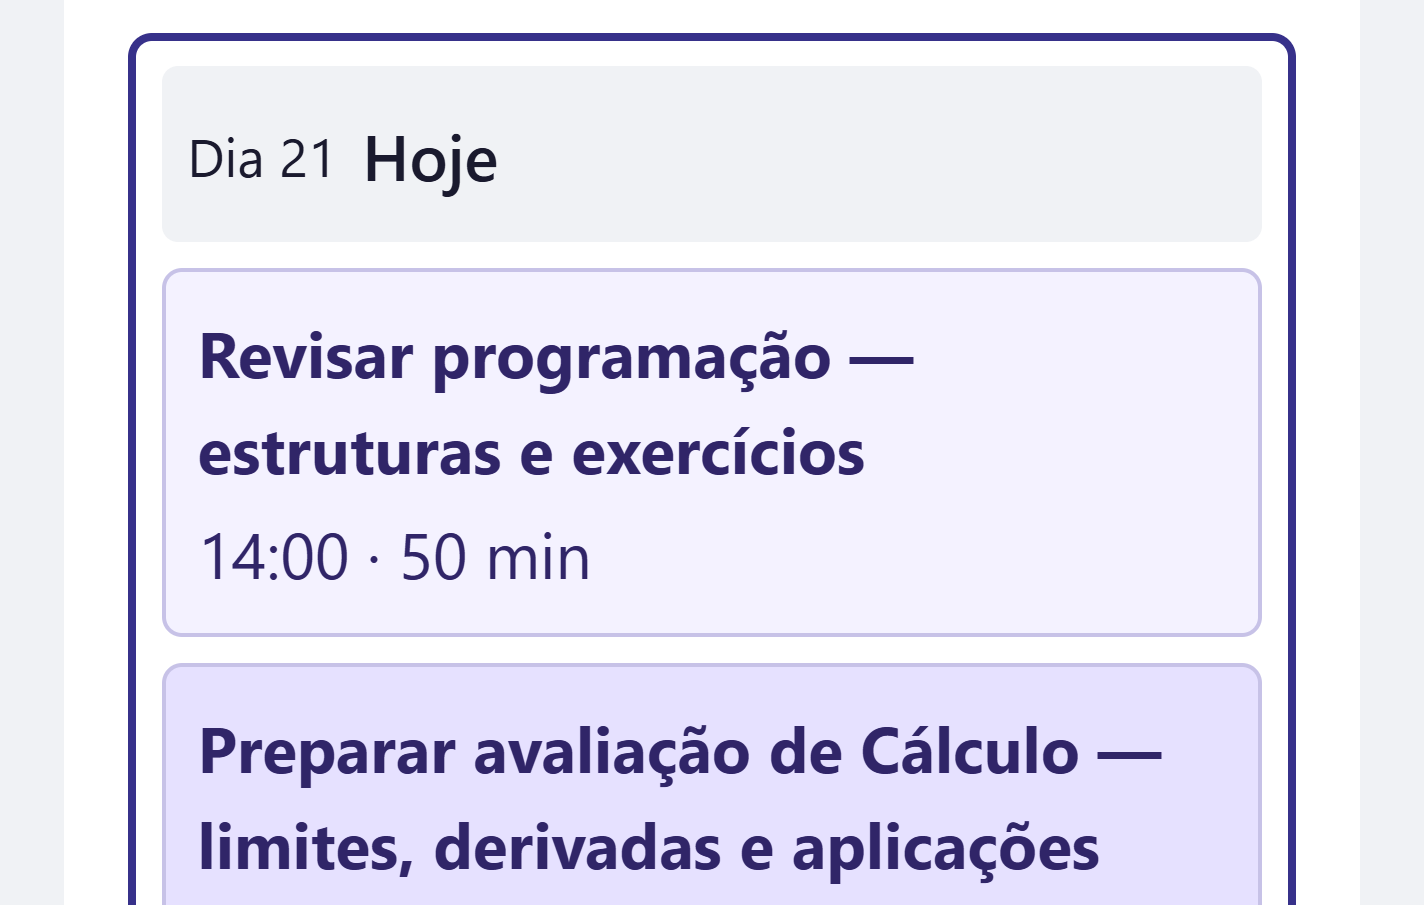 Dia 21 Hoje
Revisar programação —
estruturas e exercícios
14:00 · 50 min
Preparar avaliação de Cálculo —
limites, derivadas e aplicações